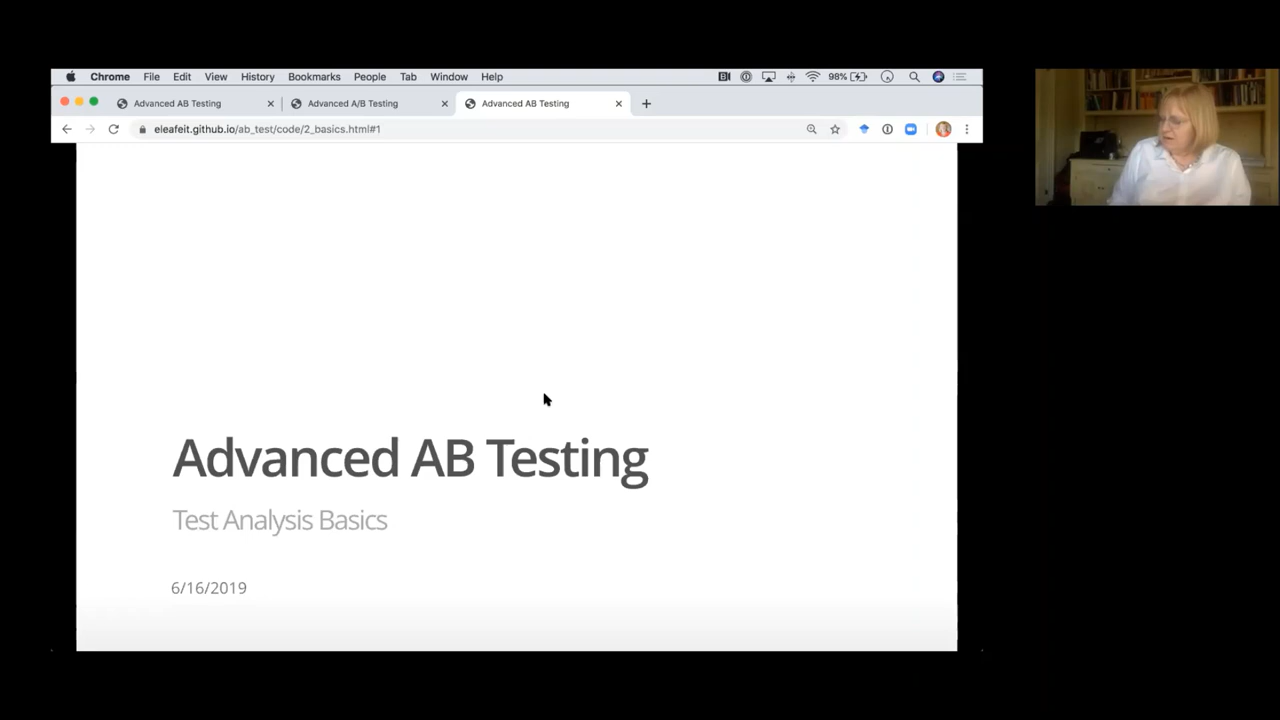 Chrome File Edit View History Bookmarks People Tab Window Help 98%
Advanced AB Testing Advanced A/B Testing Advanced AB Testing
eleafeit.github.io/ab_test/code/2_basics.html#1
Advanced AB Testing
Test Analysis Basics
6/16/2019